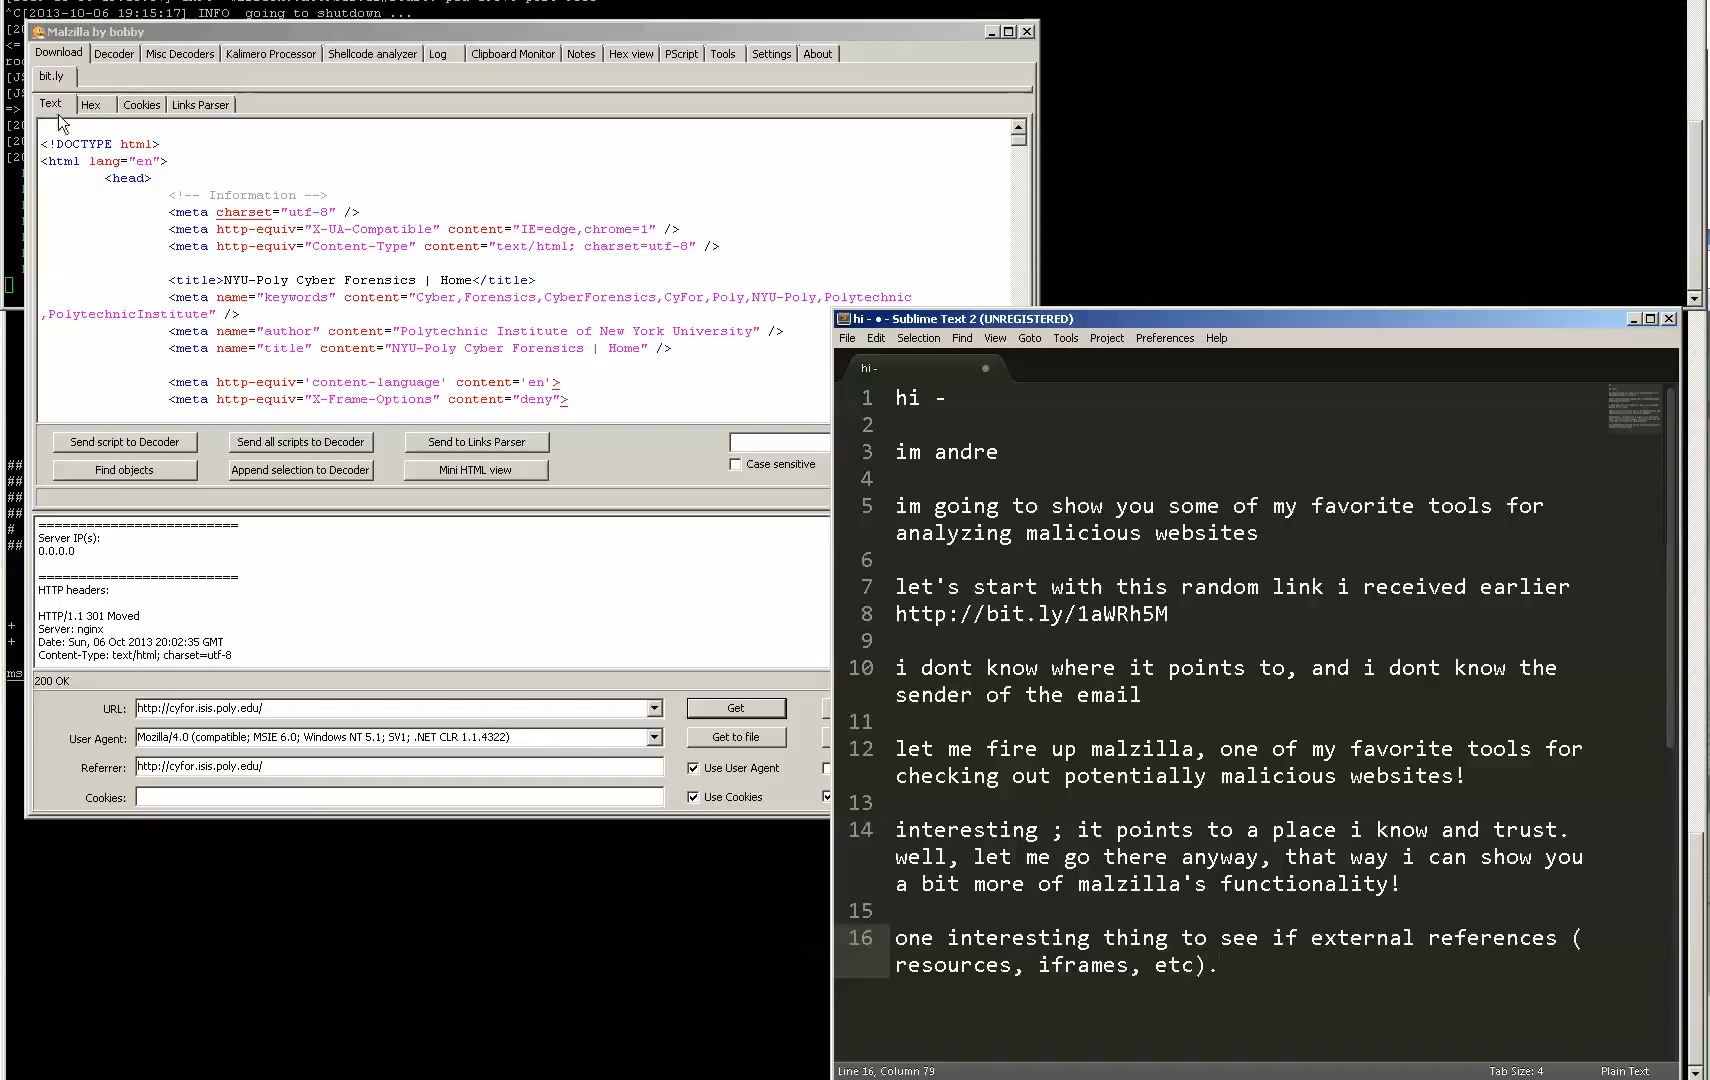 ^C[2013-10-06 19:15:17] INFO  going to shutdown ...
Malzilla by bobby
Download Decoder Misc Decoders Kalimero Processor Shellcode analyzer Log Clipboard Monitor Notes Hex view PScript Tools Settings About
bit.ly
Text Hex Cookies Links Parser
<!DOCTYPE html>
<html lang="en">
<head>
<!-- Information -->
<meta charset="utf-8" />
<meta http-equiv="X-UA-Compatible" content="IE=edge,chrome=1" />
<meta http-equiv="Content-Type" content="text/html; charset=utf-8" />
<title>NYU-Poly Cyber Forensics | Home</title>
<meta name="keywords" content="Cyber,Forensics,CyberForensics,CyFor,Poly,NYU-Poly,Polytechnic
,PolytechnicInstitute" />
<meta name="author" content="Polytechnic Institute of New York University" />
<meta name="title" content="NYU-Poly Cyber Forensics | Home" />
<meta http-equiv='content-language' content='en'>
<meta http-equiv="X-Frame-Options" content="deny">
Send script to Decoder Send all scripts to Decoder Send to Links Parser
Find objects Append selection to Decoder Mini HTML view Case sensitive
==========================
Server IP(s):
0.0.0.0
==========================
HTTP headers:
HTTP/1.1 301 Moved
Server: nginx
Date: Sun, 06 Oct 2013 20:02:35 GMT
Content-Type: text/html; charset=utf-8
200 OK
URL: http://cyfor.isis.poly.edu/ Get
User Agent: Mozilla/4.0 (compatible; MSIE 6.0; Windows NT 5.1; SV1; .NET CLR 1.1.4322) Get to file
Referrer: http://cyfor.isis.poly.edu/ Use User Agent
Cookies: Use Cookies
hi - • - Sublime Text 2 (UNREGISTERED)
File Edit Selection Find View Goto Tools Project Preferences Help
hi -
1 hi -
2
3 im andre
4
5 im going to show you some of my favorite tools for
analyzing malicious websites
6
7 let's start with this random link i received earlier
8 http://bit.ly/1aWRh5M
9
10 i dont know where it points to, and i dont know the
sender of the email
11
12 let me fire up malzilla, one of my favorite tools for
checking out potentially malicious websites!
13
14 interesting ; it points to a place i know and trust.
well, let me go there anyway, that way i can show you
a bit more of malzilla's functionality!
15
16 one interesting thing to see if external references (
resources, iframes, etc).
Line 16, Column 79 Tab Size: 4 Plain Text